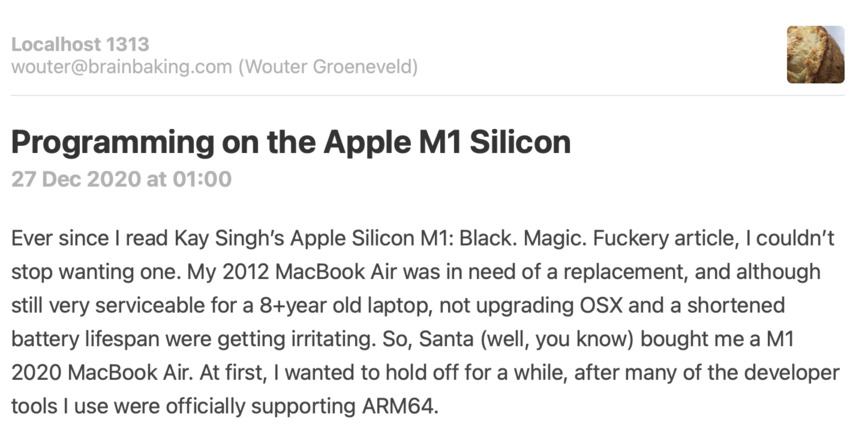 Localhost 1313
wouter@brainbaking.com (Wouter Groeneveld)
Programming on the Apple M1 Silicon
27 Dec 2020 at 01:00
Ever since I read Kay Singh’s Apple Silicon M1: Black. Magic. Fuckery article, I couldn’t
stop wanting one. My 2012 MacBook Air was in need of a replacement, and although
still very serviceable for a 8+year old laptop, not upgrading OSX and a shortened
battery lifespan were getting irritating. So, Santa (well, you know) bought me a M1
2020 MacBook Air. At first, I wanted to hold off for a while, after many of the developer
tools I use were officially supporting ARM64.